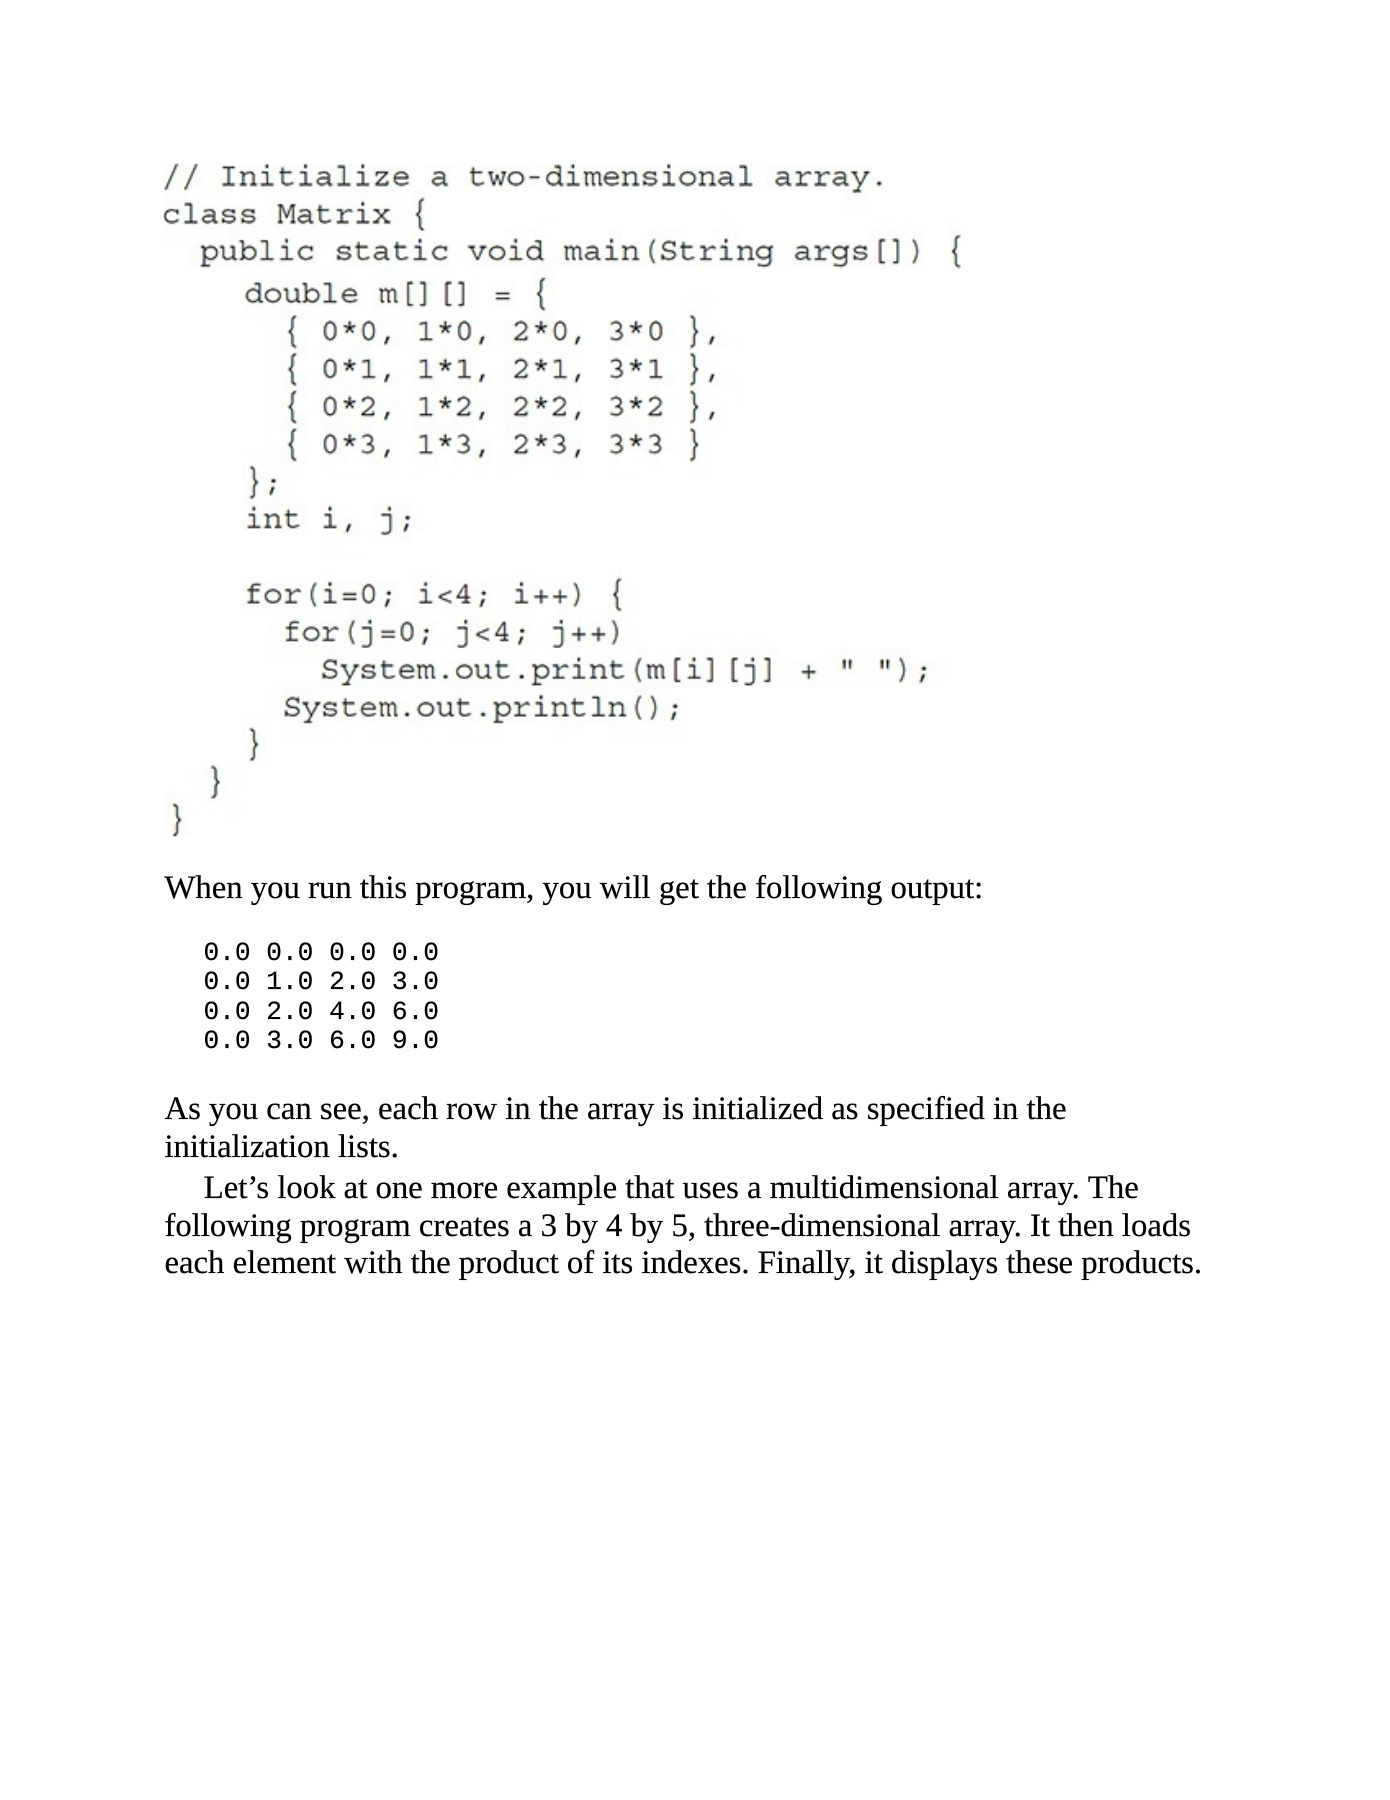 // Initialize a two-dimensional array.
class Matrix {
  public static void main(String args[]) {
    double m[][] = {
      { 0*0, 1*0, 2*0, 3*0 },
      { 0*1, 1*1, 2*1, 3*1 },
      { 0*2, 1*2, 2*2, 3*2 },
      { 0*3, 1*3, 2*3, 3*3 }
    };
    int i, j;

    for(i=0; i<4; i++) {
      for(j=0; j<4; j++)
        System.out.print(m[i][j] + " ");
      System.out.println();
    }
  }
}
When you run this program, you will get the following output:
0.0 0.0 0.0 0.0
0.0 1.0 2.0 3.0
0.0 2.0 4.0 6.0
0.0 3.0 6.0 9.0
As you can see, each row in the array is initialized as specified in the
initialization lists.
Let’s look at one more example that uses a multidimensional array. The
following program creates a 3 by 4 by 5, three-dimensional array. It then loads
each element with the product of its indexes. Finally, it displays these products.